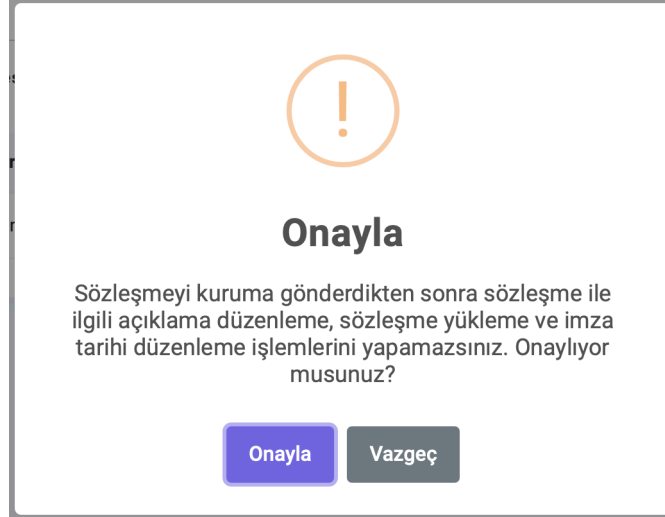 Onayla
Sözleşmeyi kuruma gönderdikten sonra sözleşme ile
ilgili açıklama düzenleme, sözleşme yükleme ve imza
tarihi düzenleme işlemlerini yapamazsınız. Onaylıyor
musunuz?
Onayla
Vazgeç